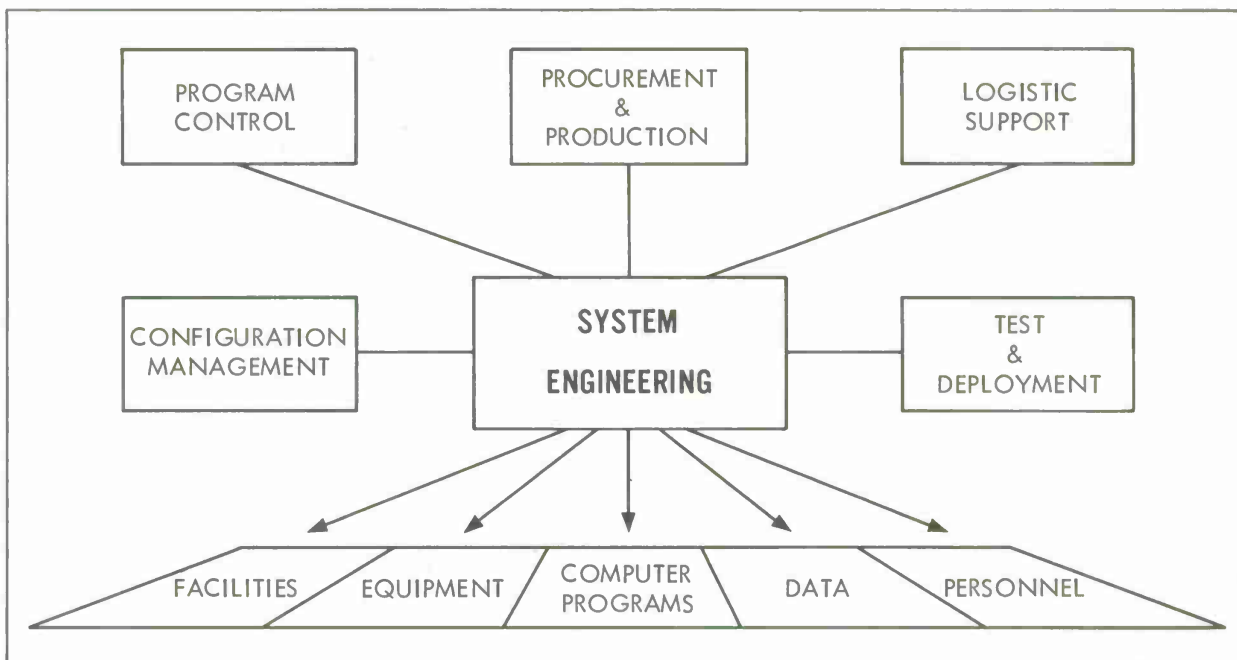 PROGRAM
CONTROL
PROCUREMENT
&
PRODUCTION
LOGISTIC
SUPPORT
CONFIGURATION
MANAGEMENT
SYSTEM
ENGINEERING
TEST
&
DEPLOYMENT
FACILITIES
EQUIPMENT
COMPUTER
PROGRAMS
DATA
PERSONNEL